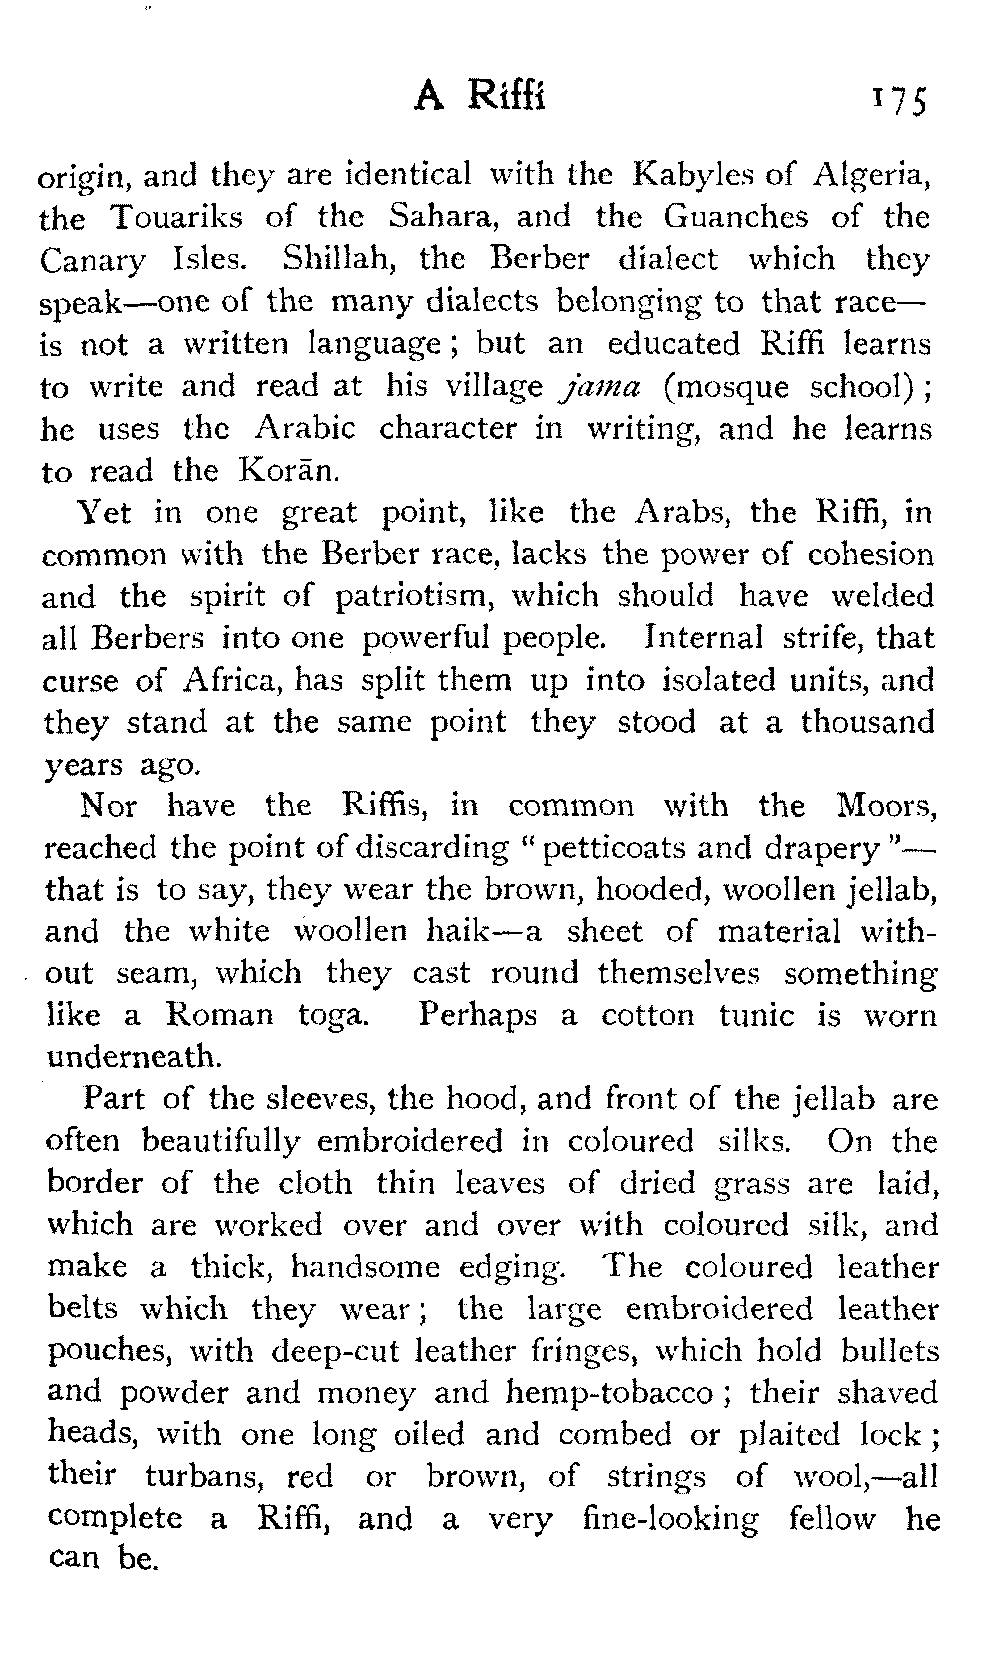 A Riffi 175
origin, and they are identical with the Kabyles of Algeria,
the Touariks of the Sahara, and the Guanches of the
Canary Isles. Shillah, the Berber dialect which they
speak—one of the many dialects belonging to that race—
is not a written language ; but an educated Riffi learns
to write and read at his village jama (mosque school) ;
he uses the Arabic character in writing, and he learns
to read the Korān.
Yet in one great point, like the Arabs, the Riffi, in
common with the Berber race, lacks the power of cohesion
and the spirit of patriotism, which should have welded
all Berbers into one powerful people. Internal strife, that
curse of Africa, has split them up into isolated units, and
they stand at the same point they stood at a thousand
years ago.
Nor have the Riffis, in common with the Moors,
reached the point of discarding “ petticoats and drapery ”—
that is to say, they wear the brown, hooded, woollen jellab,
and the white woollen haik—a sheet of material with-
out seam, which they cast round themselves something
like a Roman toga. Perhaps a cotton tunic is worn
underneath.
Part of the sleeves, the hood, and front of the jellab are
often beautifully embroidered in coloured silks. On the
border of the cloth thin leaves of dried grass are laid,
which are worked over and over with coloured silk, and
make a thick, handsome edging. The coloured leather
belts which they wear ; the large embroidered leather
pouches, with deep-cut leather fringes, which hold bullets
and powder and money and hemp-tobacco ; their shaved
heads, with one long oiled and combed or plaited lock ;
their turbans, red or brown, of strings of wool,—all
complete a Riffi, and a very fine-looking fellow he
can be.